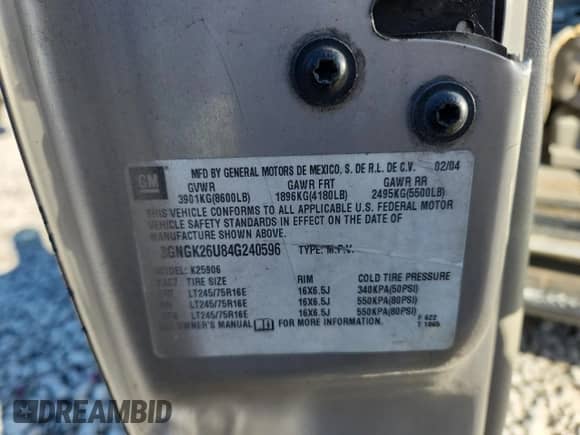 GM
MFD BY GENERAL MOTORS DE MEXICO, S. DE R.L. DE C.V. 02/04
GVWR GAWR FRT GAWR RR
3901KG(8600LB) 1896KG(4180LB) 2495KG(5500LB)
THIS VEHICLE CONFORMS TO ALL APPLICABLE U.S. FEDERAL MOTOR
VEHICLE SAFETY STANDARDS IN EFFECT ON THE DATE OF
MANUFACTURE SHOWN ABOVE.
3GNGK26U84G240596 TYPE: M.P.V.
MODEL: K25906
TIRE SIZE RIM COLD TIRE PRESSURE
LT245/75R16E 16X6.5J 340KPA(50PSI)
LT245/75R16E 16X6.5J 550KPA(80PSI)
LT245/75R16E 16X6.5J 550KPA(80PSI)
OWNER'S MANUAL FOR MORE INFORMATION. F 622
T 1865
DREAMBID